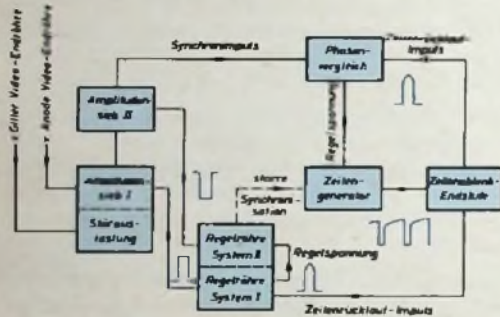 Gitter Video-Endröhre
Anode Video-Endröhre
Synchronimpuls
Phasen-
vergleich
Impuls
Amplituden-
sieb II
Regelspannung
sieb I
Störaus-
tastung
starre
Synchroni-
sation
Zeilen-
generator
Zeilenablenk-
Endstufe
Regelröhre
System II
Regelröhre
System I
Regelspannung
Zeilenrücklauf-Impuls